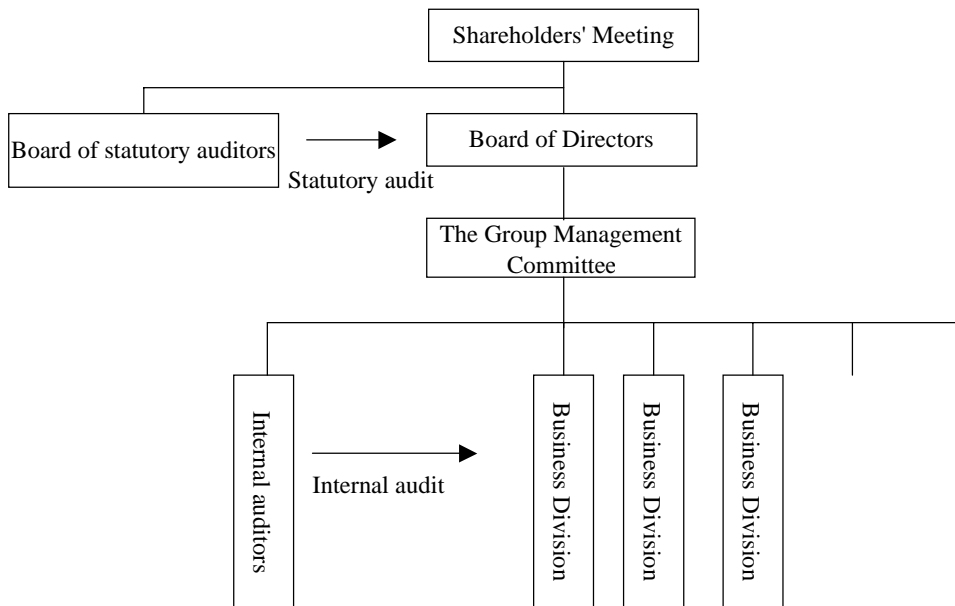 Shareholders' Meeting
Board of statutory auditors
Statutory audit
Board of Directors
The Group Management
Committee
Internal auditors
Internal audit
Business Division
Business Division
Business Division